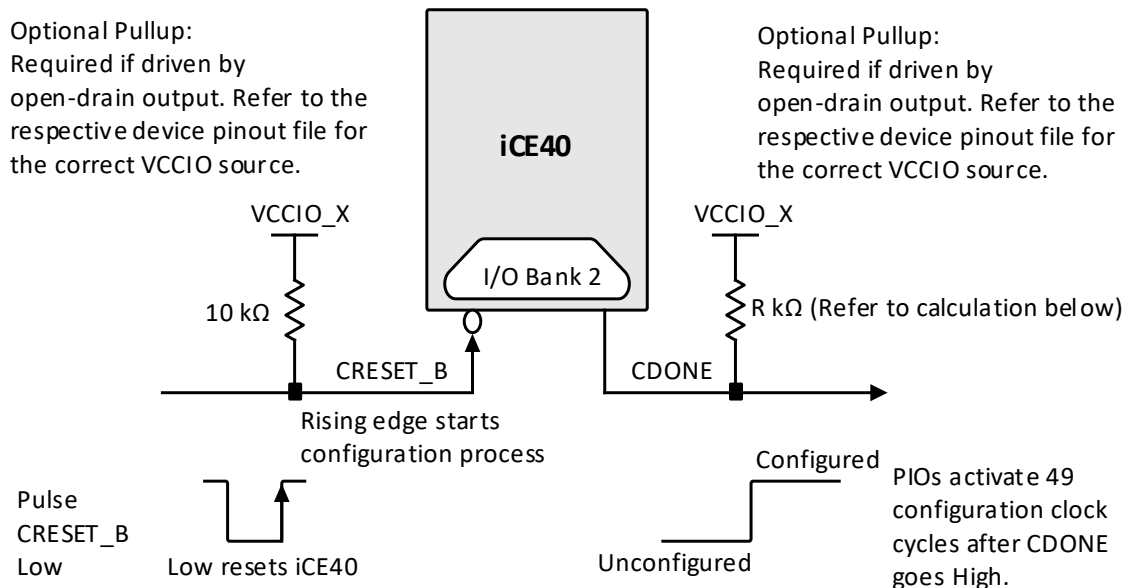 Optional Pullup:
Required if driven by
open-drain output. Refer to the
respective device pinout file for
the correct VCCIO source.
iCE40
Optional Pullup:
Required if driven by
open-drain output. Refer to the
respective device pinout file for
the correct VCCIO source.
VCCIO_X
VCCIO_X
I/O Bank 2
10 kΩ
R kΩ (Refer to calculation below)
CRESET_B
CDONE
Rising edge starts
configuration process
Pulse
CRESET_B
Low
Low resets iCE40
Configured
Unconfigured
PIOs activate 49
configuration clock
cycles after CDONE
goes High.